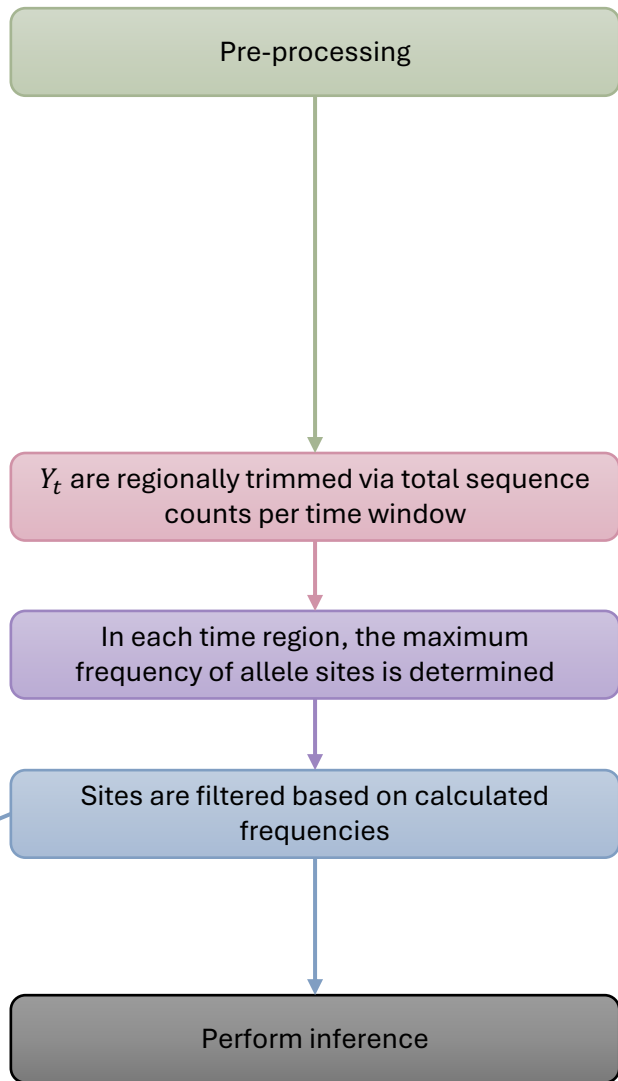 Pre-processing
Y_t are regionally trimmed via total sequence
counts per time window
In each time region, the maximum
frequency of allele sites is determined
Sites are filtered based on calculated
frequencies
Perform inference